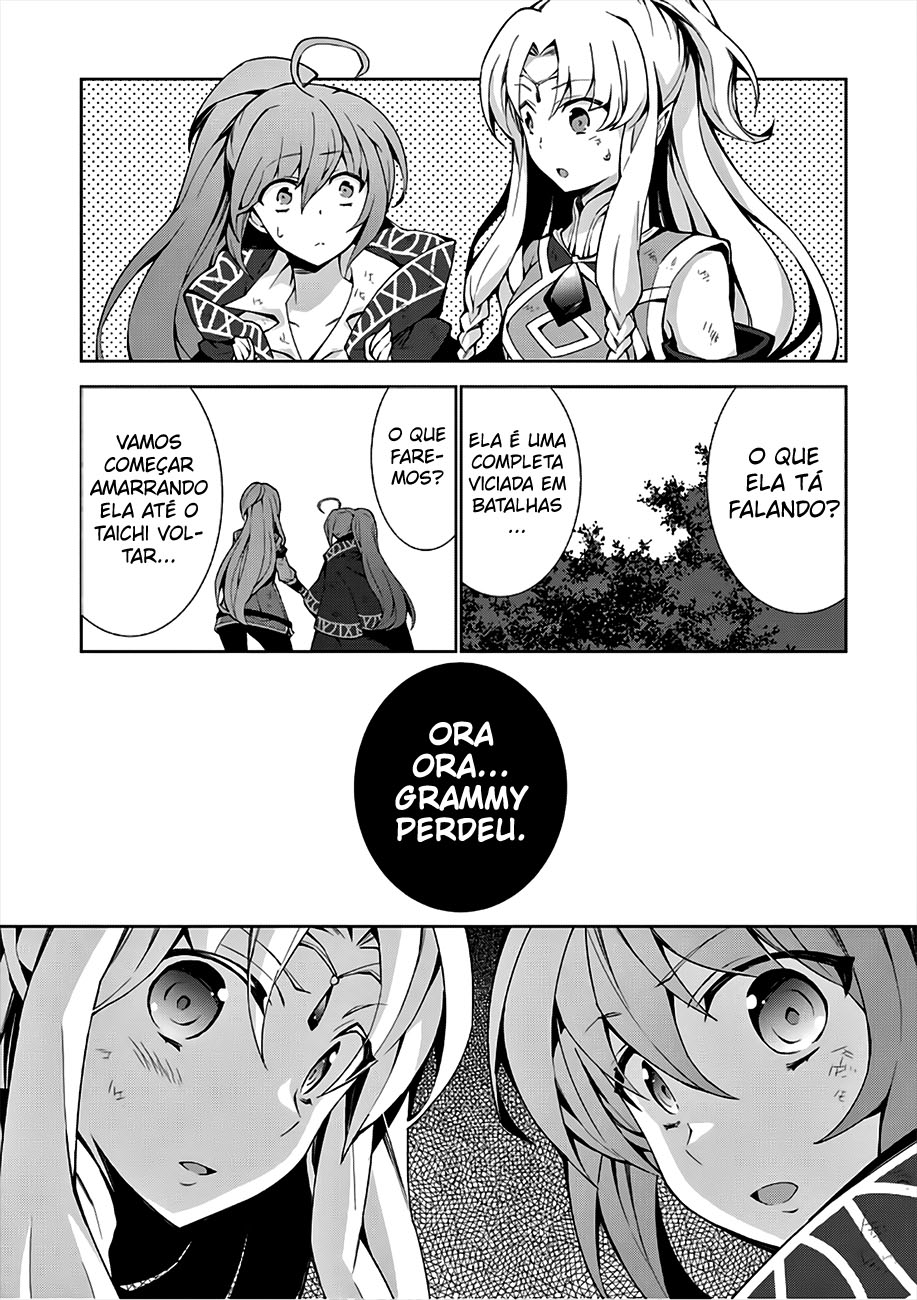 O QUE
ELA TÁ
FALANDO?
ELA É UMA
COMPLETA
VICIADA EM
BATALHAS
...
O QUE
FARE-
MOS?
VAMOS
COMEÇAR
AMARRANDO
ELA ATÉ O
TAICHI VOL-
TAR...
ORA
ORA...
GRAMMY
PERDEU.